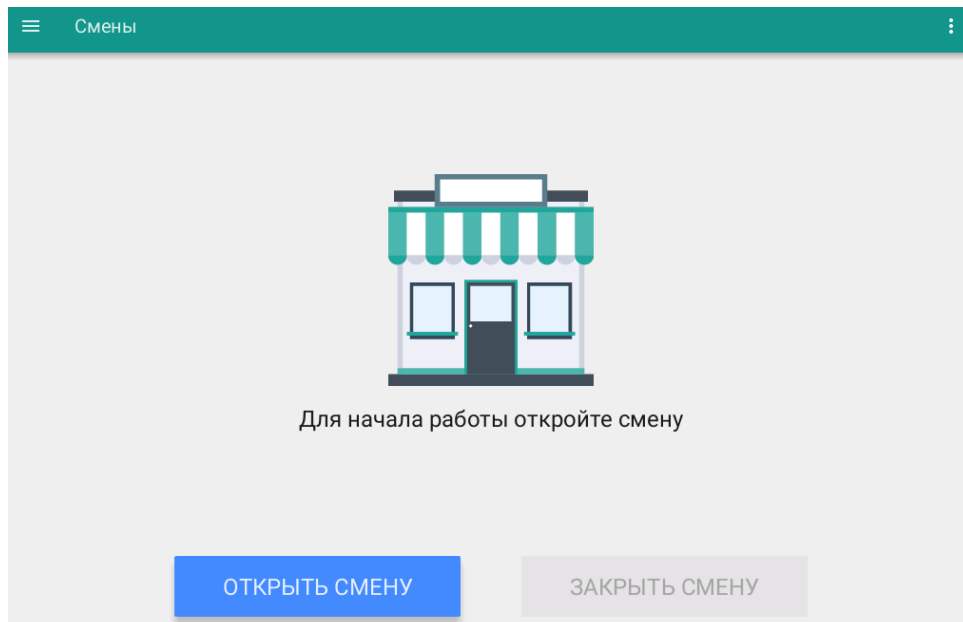 Смены
Для начала работы откройте смену
ОТКРЫТЬ СМЕНУ
ЗАКРЫТЬ СМЕНУ